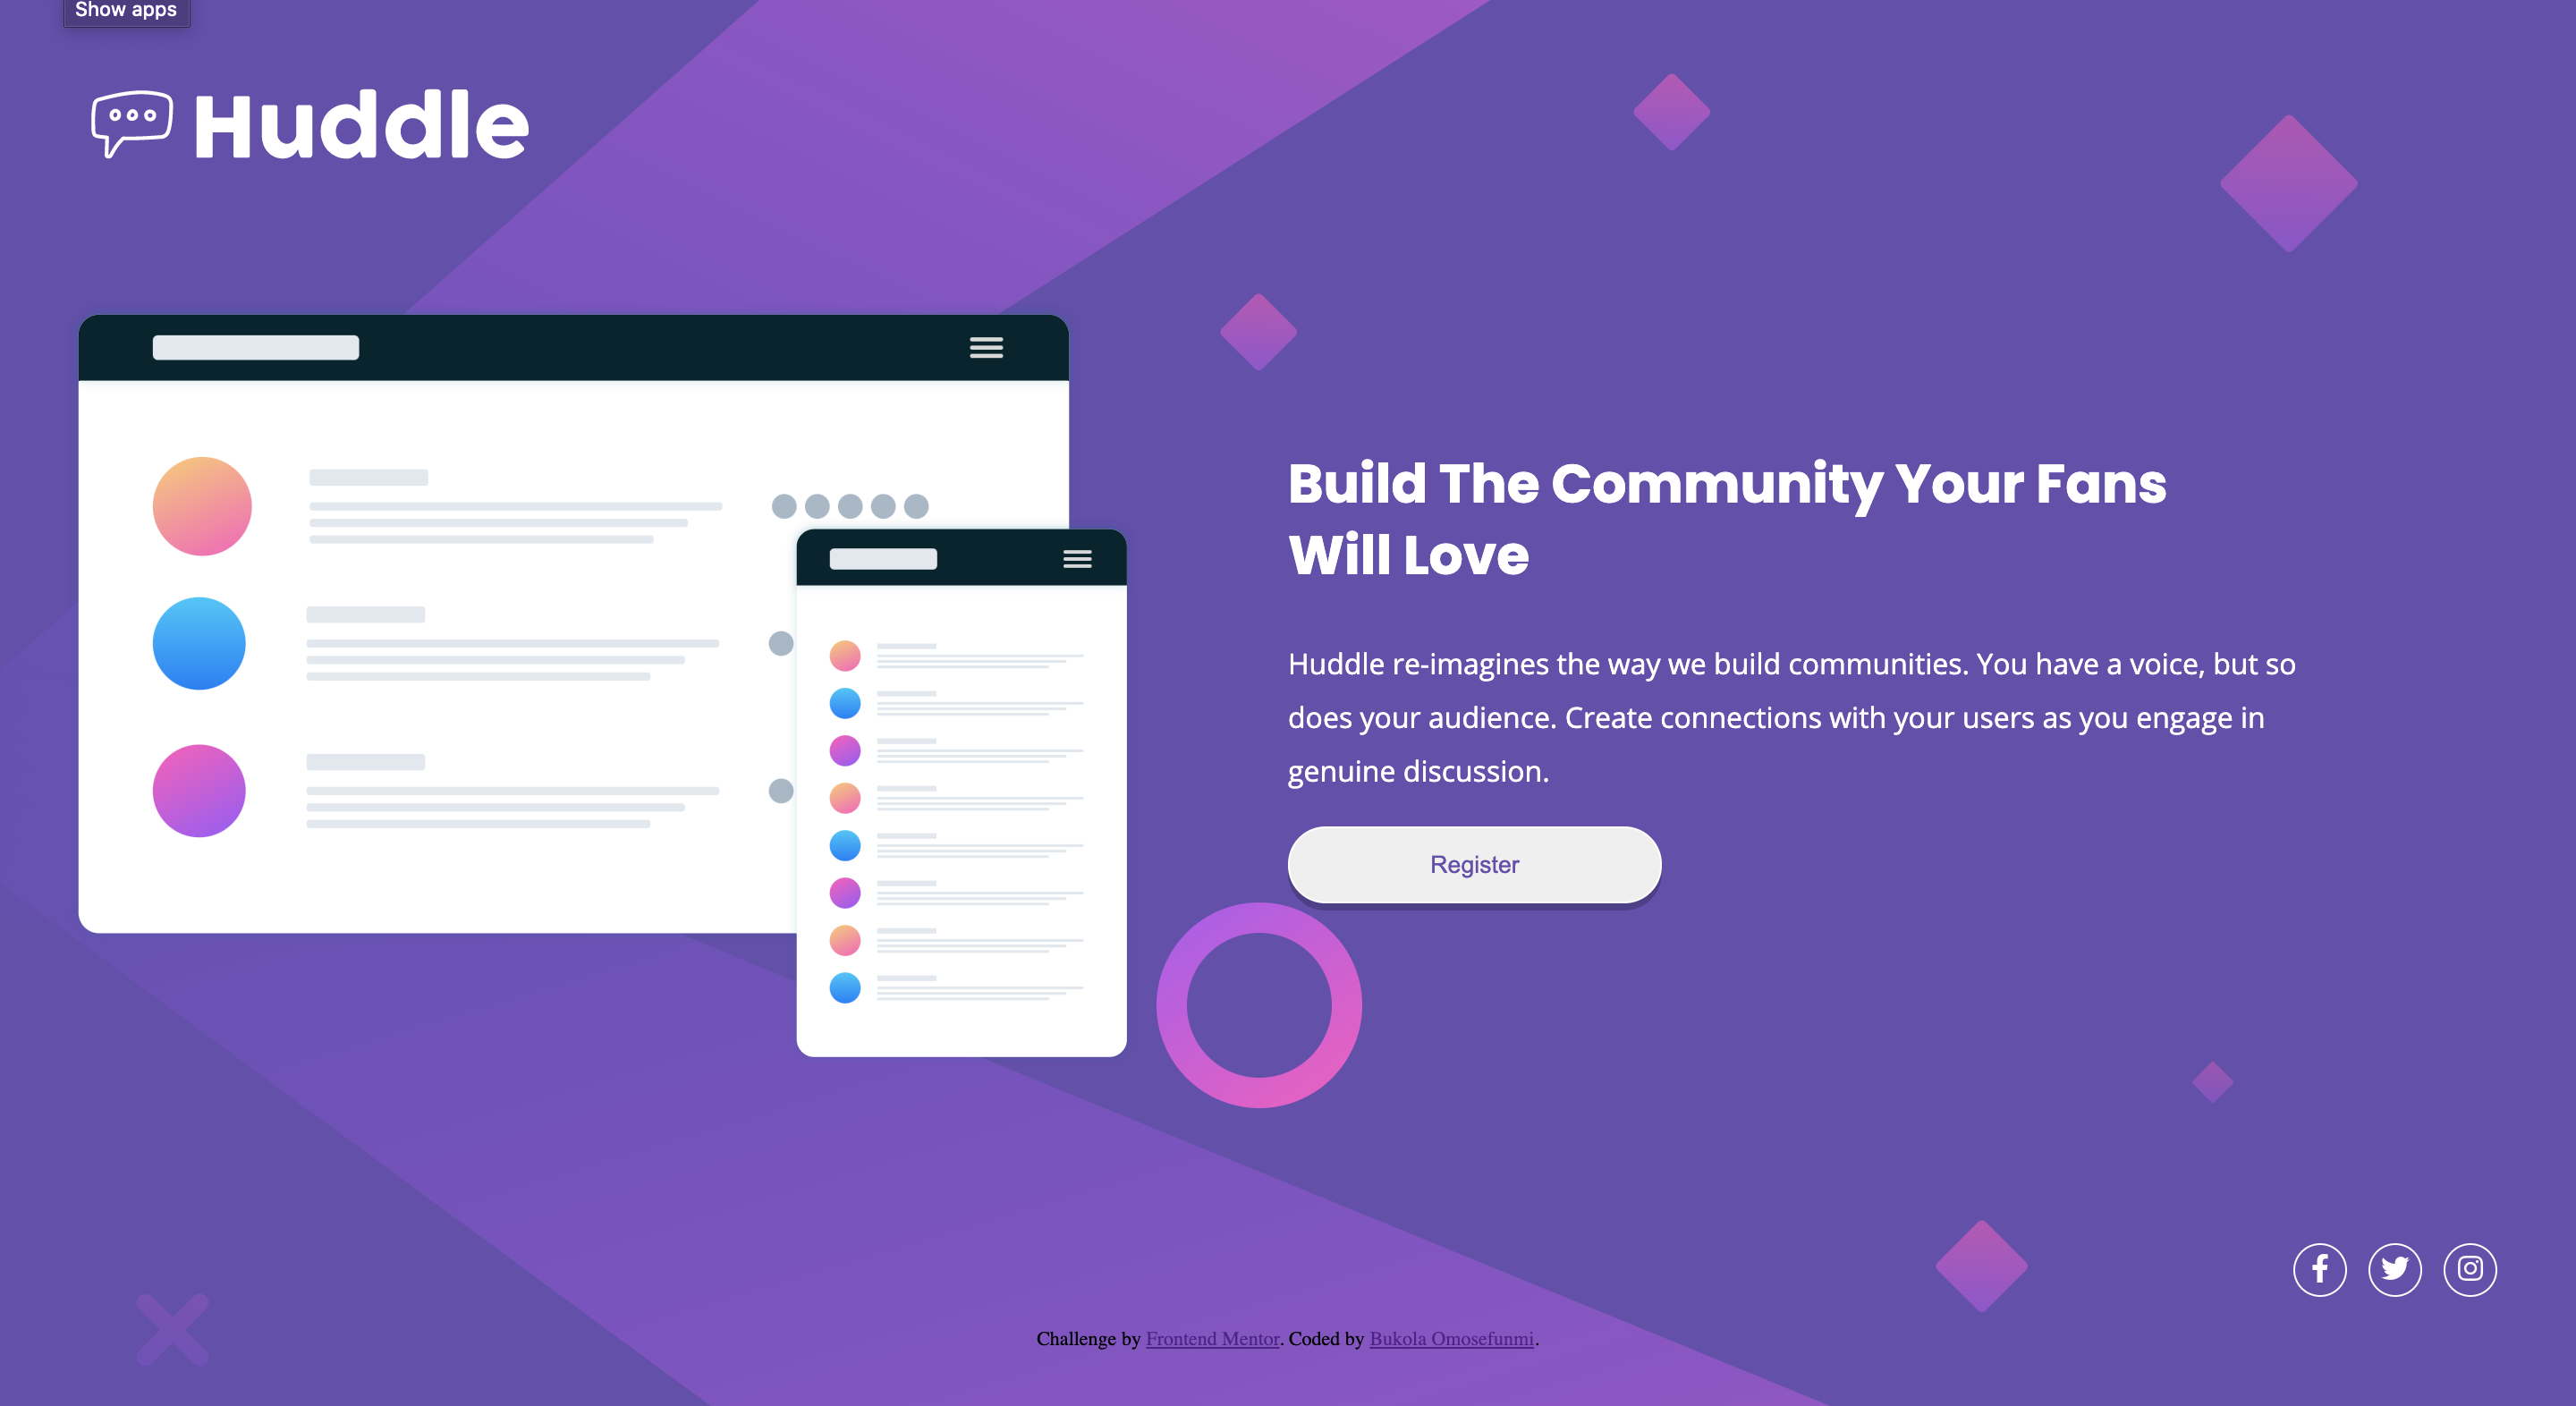 Show apps
Huddle
Build The Community Your Fans
Will Love
Huddle re-imagines the way we build communities. You have a voice, but so
does your audience. Create connections with your users as you engage in
genuine discussion.
Register
Challenge by Frontend Mentor. Coded by Bukola Omosefunmi.